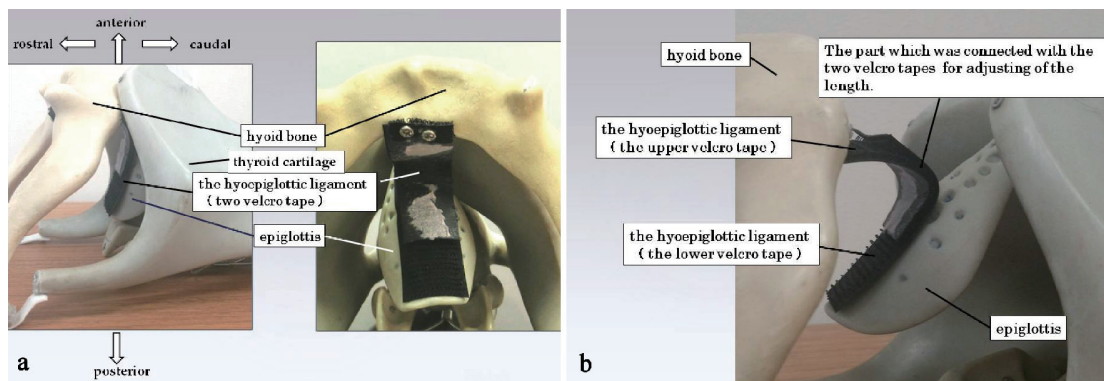 anterior
rostral
caudal
hyoid bone
thyroid cartilage
the hyoepiglottic ligament
( two velcro tape )
epiglottis
posterior
a
hyoid bone
The part which was connected with the
two velcro tapes for adjusting of the
length.
the hyoepiglottic ligament
( the upper velcro tape )
the hyoepiglottic ligament
( the lower velcro tape )
epiglottis
b